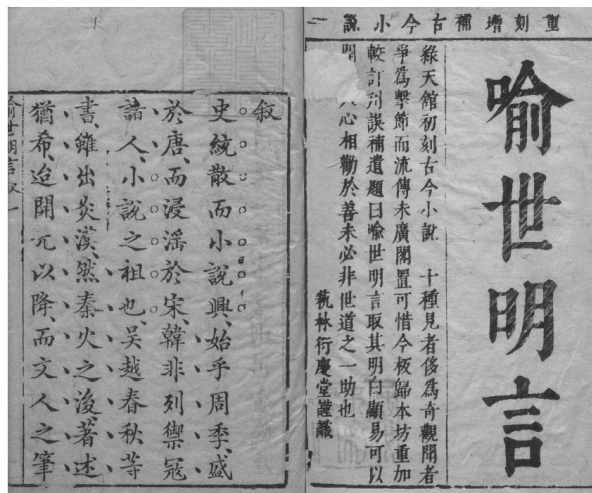 重刻增補古今小說
喻世明言
綠天館初刻古今小說 十種見者侈為奇觀聞者
爭為擊節而流傳未廣閣置可惜今板歸本坊重加
較訂刊誤補遺題曰喻世明言取其明白顯易可以
開人心相勸於善未必非世道之一助也
蓺林衍慶堂謹識
叙
史統散而小說興、始乎周季、盛
於唐、而浸淫於宋、韓非列禦寇
諸人、小說之祖也、吳越春秋等
書、雖出炎漢、然秦火之後、著述
猶希、迨開元以降、而文人之筆
喻世明言叙 一